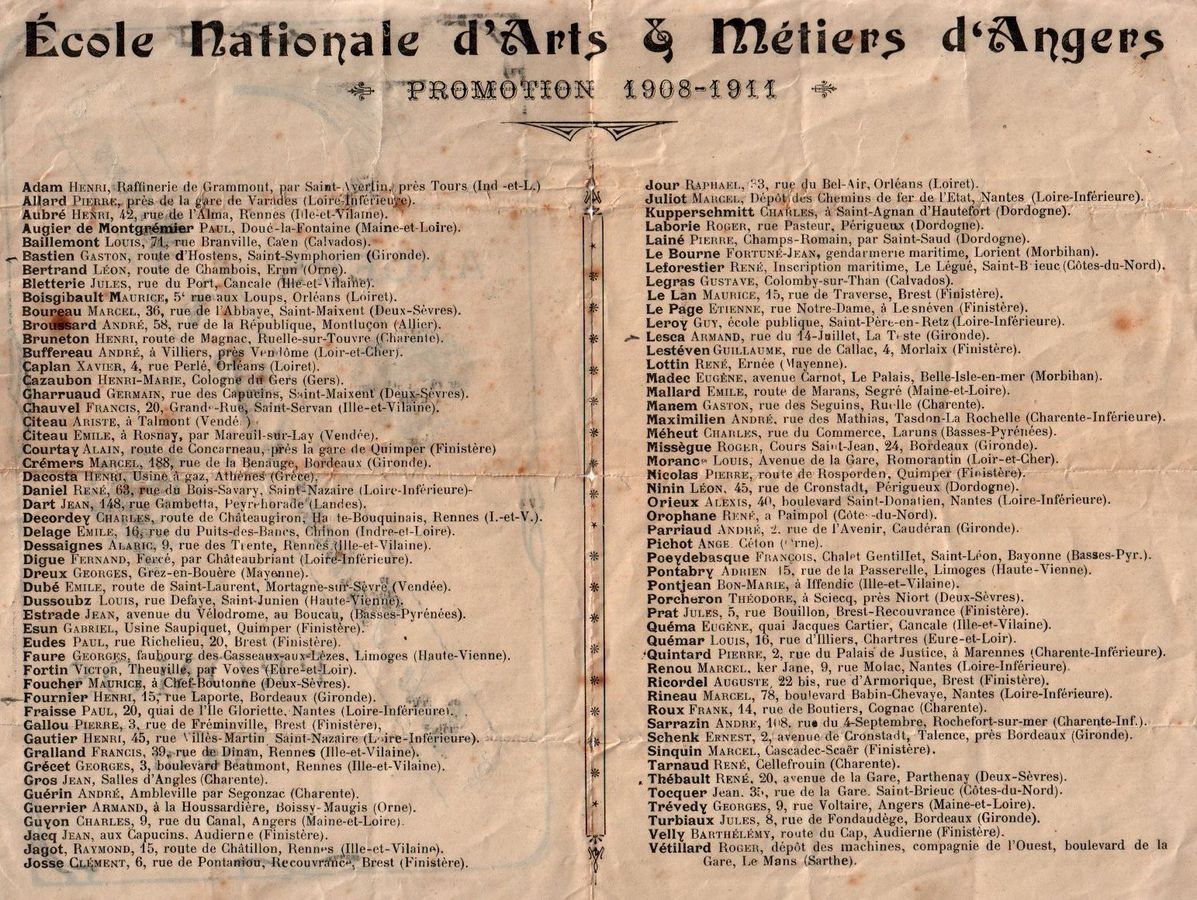 École Nationale d'Arts & Métiers d'Angers
PROMOTION 1908-1911
Adam HENRI, Raffinerie de Grammont, par Saint-Avertin, près Tours (Ind -et-L.)
Allard PIERRE, près de la gare de Varades (Loire-Inférieure).
Aubré HENRI, 42, rue de l'Alma, Rennes (Ille-et-Vilaine).
Augier de Montgrémier PAUL, Doué-la-Fontaine (Maine-et-Loire).
Baillemont LOUIS, 71, rue Branville, Caen (Calvados).
Bastien GASTON, route d'Hostens, Saint-Symphorien (Gironde).
Bertrand LÉON, route de Chambois, Exun (Orne).
Bletterie JULES, rue du Port, Cancale (Ille-et-Vilaine).
Boisgibault MAURICE, 5 rue aux Loups, Orléans (Loiret).
Boureau MARCEL, 36, rue de l'Abbaye, Saint-Maixent (Deux-Sèvres).
Broussard ANDRÉ, 58, rue de la République, Montluçon (Allier).
Bruneton HENRI, route de Magnac, Ruelle-sur-Touvre (Charente).
Buffereau ANDRÉ, à Villiers, près Vendôme (Loir-et-Cher).
Caplan XAVIER, 4, rue Perlé, Orléans (Loiret).
Cazaubon HENRI-MARIE, Cologne du Gers (Gers).
Gharruaud GERMAIN, rue des Capucins, Saint-Maixent (Deux-Sèvres).
Chauvel FRANCIS, 20, Grande-Rue, Saint-Servan (Ille-et-Vilaine).
Citeau ARISTE, à Talmont (Vendée).
Citeau EMILE, à Rosnay, par Mareuil-sur-Lay (Vendée).
Courtay ALAIN, route de Concarneau, près la gare de Quimper (Finistère)
Crémers MARCEL, 188, rue de la Benauge, Bordeaux (Gironde).
Dacosta HENRI, Usine à gaz, Athènes (Grèce).
Daniel RENÉ, 63, rue du Bois-Savary, Saint-Nazaire (Loire-Inférieure)-
Dart JEAN, 148, rue Gambetta, Peyrehorade (Landes).
Decordey CHARLES, route de Châteaugiron, Haute-Bouquinais, Rennes (I.-et-V.).
Delage EMILE, 16, rue du Puits-des-Bancs, Chinon (Indre-et-Loire).
Dessaignes ALARIC, 9, rue des Trente, Rennes (Ille-et-Vilaine).
Digue FERNAND, Fercé, par Châteaubriant (Loire-Inférieure).
Dreux GEORGES, Grez-en-Bouère (Mayenne).
Dubé EMILE, route de Saint-Laurent, Mortagne-sur-Sèvre (Vendée).
Dussoubz LOUIS, rue Defaye, Saint-Junien (Haute-Vienne).
Estrade JEAN, avenue du Vélodrome, au Boucau, (Basses-Pyrénées).
Esun GABRIEL, Usine Saupiquet, Quimper (Finistère).
Eudes PAUL, rue Richelieu, 20, Brest (Finistère).
Faure GEORGES, faubourg des Casseaux-aux-Lèzes, Limoges (Haute-Vienne).
Fortin VICTOR, Theuville, par Voves (Eure-et-Loir).
Foucher MAURICE, à Chef-Boutonne (Deux-Sèvres).
Fournier HENRI, 15, rue Laporte, Bordeaux (Gironde).
Fraisse PAUL, 20, quai de l'Ile Gloriette, Nantes (Loire-Inférieure).
Gallou PIERRE, 3, rue de Fréminville, Brest (Finistère),
Gautier HENRI, 45, rue Villès-Martin Saint-Nazaire (Loire-Inférieure).
Gralland FRANCIS, 39, rue de Dinan, Rennes (Ille-et-Vilaine).
Grécet GEORGES, 3, boulevard Beaumont, Rennes (Ille-et-Vilaine).
Gros JEAN, Salles d'Angles (Charente).
Guérin ANDRÉ, Ambleville par Segonzac (Charente).
Guerrier ARMAND, à la Houssardière, Boissy-Maugis (Orne).
Guyon CHARLES, 9, rue du Canal, Angers (Maine-et-Loire).
Jacq JEAN, aux Capucins, Audierne (Finistère).
Jagot, RAYMOND, 15, route de Châtillon, Rennes (Ille-et-Vilaine).
Josse CLÉMENT, 6, rue de Pontaniou, Recouvrance, Brest (Finistère).
Jour RAPHAEL, rue du Bel-Air, Orléans (Loiret).
Juliot MARCEL, Dépôt des Chemins de fer de l'Etat, Nantes (Loire-Inférieure).
Kupperschmitt CHARLES, à Saint-Agnan d'Hautefort (Dordogne).
Laborie ROGER, rue Pasteur, Périgueux (Dordogne).
Lainé PIERRE, Champs-Romain, par Saint-Saud (Dordogne).
Le Bourne FORTUNÉ-JEAN, gendarmerie maritime, Lorient (Morbihan).
Leforestier RENÉ, Inscription maritime, Le Légué, Saint-Brieuc (Côtes-du-Nord).
Legras GUSTAVE, Colomby-sur-Than (Calvados).
Le Lan MAURICE, 15, rue de Traverse, Brest (Finistère).
Le Page ETIENNE, rue Notre-Dame, à Lesnéven (Finistère).
Leroy GUY, école publique, Saint-Père-en-Retz (Loire-Inférieure).
Lesca ARMAND, rue du 14-Juillet, La Teste (Gironde).
Lestéven GUILLAUME, rue de Callac, 4, Morlaix (Finistère).
Lottin RENÉ, Ernée (Mayenne).
Madec EUGÈNE, avenue Carnot, Le Palais, Belle-Isle-en-mer (Morbihan).
Mallard EMILE, route de Marans, Segré (Maine-et-Loire).
Manem GASTON, rue des Seguins, Ruelle (Charente).
Maximilien ANDRÉ, rue des Mathias, Tasdon-La Rochelle (Charente-Inférieure).
Méheut CHARLES, rue du Commerce, Laruns (Basses-Pyrénées).
Missègue ROGER, Cours Saint-Jean, 24, Bordeaux (Gironde).
Morance LOUIS, Avenue de la Gare, Romorantin (Loir-et-Cher).
Nicolas PIERRE, route de Rosporden, Quimper (Finistère).
Ninin LÉON, 45, rue de Cronstadt, Périgueux (Dordogne).
Orieux ALEXIS, 40, boulevard Saint-Donatien, Nantes (Loire-Inférieure).
Orophane RENÉ, à Paimpol (Côtes-du-Nord).
Parriaud ANDRÉ, 2, rue de l'Avenir, Caudéran (Gironde).
Pichot ANGE, Céton (Orne).
Poeydebasque FRANÇOIS, Chalet Gentillet, Saint-Léon, Bayonne (Basses-Pyr.).
Pontabry ADRIEN 15, rue de la Passerelle, Limoges (Haute-Vienne).
Pontjean BON-MARIE, à Iffendic (Ille-et-Vilaine).
Porcheron THÉODORE, à Sciecq, près Niort (Deux-Sèvres).
Prat JULES, 5, rue Bouillon, Brest-Recouvrance (Finistère).
Quéma EUGÈNE, quai Jacques Cartier, Cancale (Ille-et-Vilaine).
Quémar LOUIS, 16, rue d'Illiers, Chartres (Eure-et-Loir).
Quintard PIERRE, 2, rue du Palais de Justice, à Marennes (Charente-Inférieure).
Renou MARCEL, ker Jane, 9, rue Molac, Nantes (Loire-Inférieure).
Ricordel AUGUSTE, 22 bis, rue d'Armorique, Brest (Finistère).
Rineau MARCEL, 78, boulevard Babin-Chevaye, Nantes (Loire-Inférieure).
Roux FRANK, 14, rue de Boutiers, Cognac (Charente).
Sarrazin ANDRE, 108, rue du 4-Septembre, Rochefort-sur-mer (Charente-Inf.).
Schenk ERNEST, 2, avenue de Cronstadt, Talence, près Bordeaux (Gironde).
Sinquin MARCEL, Cascadec-Scaër (Finistère).
Tarnaud RENÉ, Cellefrouin (Charente).
Thébault RENÉ, 20, avenue de la Gare, Parthenay (Deux-Sèvres).
Tocquer Jean, rue de la Gare, Saint-Brieuc (Côtes-du-Nord).
Trévedy GEORGES, 9, rue Voltaire, Angers (Maine-et-Loire).
Turbiaux JULES, 8, rue de Fondaudège, Bordeaux (Gironde).
Velly BARTHÉLÉMY, route du Cap, Audierne (Finistère).
Vétillard ROGER, dépôt des machines, compagnie de l'Ouest, boulevard de la
Gare, Le Mans (Sarthe).